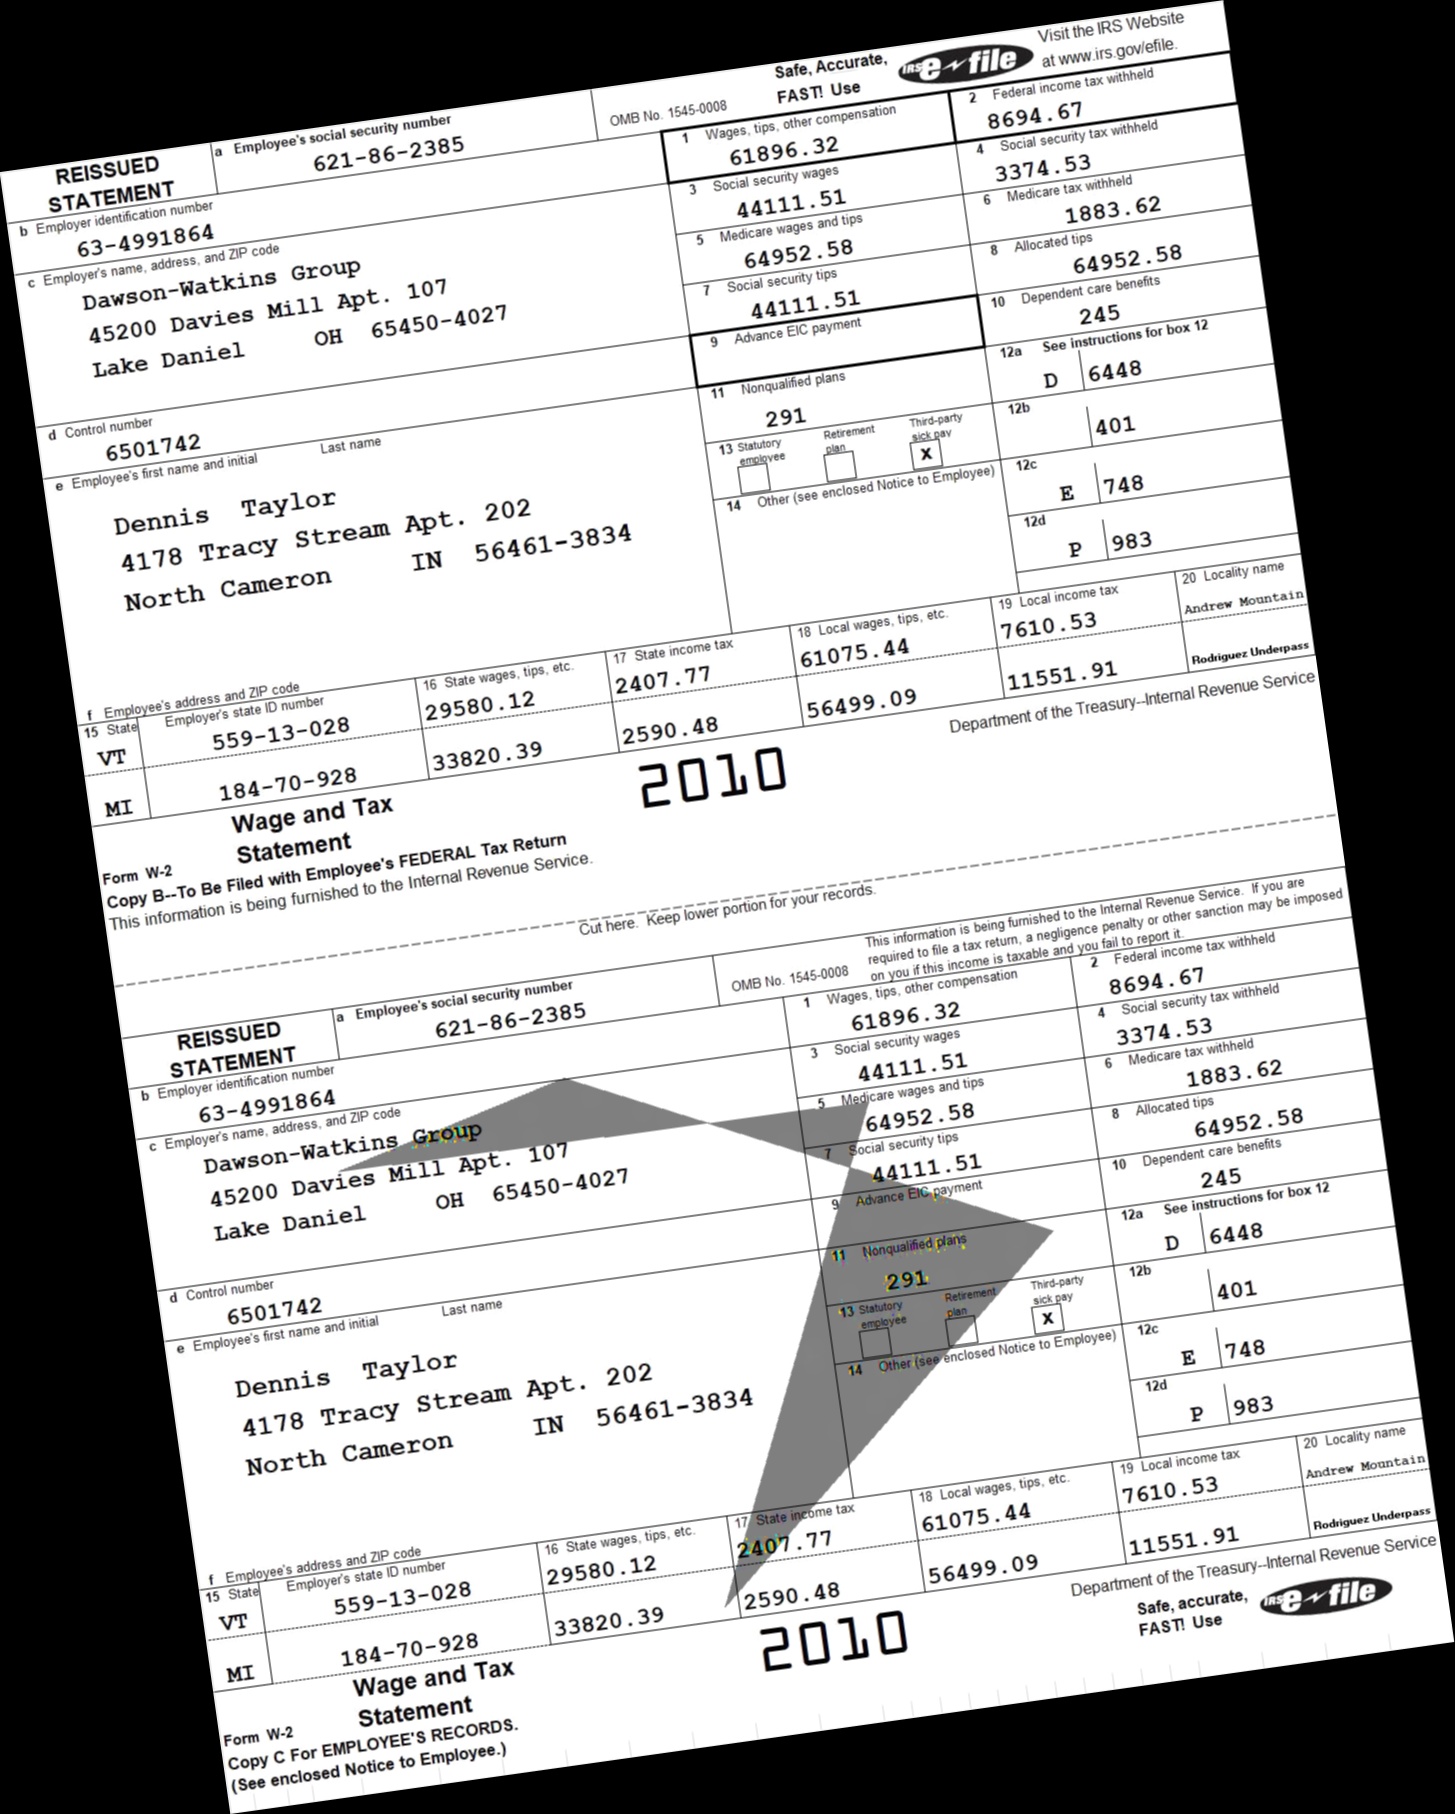 Safe, Accurate,
FAST! Use
IRS e-file
Visit the IRS Website
at www.irs.gov/efile.
REISSUED
STATEMENT
a Employee's social security number
621-86-2385
OMB No. 1545-0008
1 Wages, tips, other compensation
61896.32
2 Federal income tax withheld
8694.67
b Employer identification number
63-4991864
3 Social security wages
44111.51
4 Social security tax withheld
3374.53
c Employer's name, address, and ZIP code
Dawson-Watkins Group
45200 Davies Mill Apt. 107
Lake Daniel OH 65450-4027
5 Medicare wages and tips
64952.58
6 Medicare tax withheld
1883.62
7 Social security tips
44111.51
8 Allocated tips
64952.58
9 Advance EIC payment
10 Dependent care benefits
245
d Control number
6501742
11 Nonqualified plans
291
12a See instructions for box 12
D 6448
12b
401
12c
E 748
12d
P 983
13 Statutory employee
Retirement plan
Third-party sick pay
X
14 Other (see enclosed Notice to Employee)
e Employee's first name and initial Last name
Dennis Taylor
4178 Tracy Stream Apt. 202
North Cameron IN 56461-3834
f Employee's address and ZIP code
15 State Employer's state ID number
VT 559-13-028
MI 184-70-928
16 State wages, tips, etc.
29580.12
33820.39
17 State income tax
2407.77
2590.48
18 Local wages, tips, etc.
61075.44
56499.09
19 Local income tax
7610.53
11551.91
20 Locality name
Andrew Mountain
Rodriguez Underpass
Form W-2
Wage and Tax
Statement
2010
Department of the Treasury--Internal Revenue Service
Copy B--To Be Filed with Employee's FEDERAL Tax Return
This information is being furnished to the Internal Revenue Service.
Cut here. Keep lower portion for your records.
This information is being furnished to the Internal Revenue Service. If you are
required to file a tax return, a negligence penalty or other sanction may be imposed
on you if this income is taxable and you fail to report it.
REISSUED
STATEMENT
a Employee's social security number
621-86-2385
OMB No. 1545-0008
1 Wages, tips, other compensation
61896.32
2 Federal income tax withheld
8694.67
b Employer identification number
63-4991864
3 Social security wages
44111.51
4 Social security tax withheld
3374.53
c Employer's name, address, and ZIP code
Dawson-Watkins Group
45200 Davies Mill Apt. 107
Lake Daniel OH 65450-4027
5 Medicare wages and tips
64952.58
6 Medicare tax withheld
1883.62
7 Social security tips
44111.51
8 Allocated tips
64952.58
9 Advance EIC payment
10 Dependent care benefits
245
d Control number
6501742
11 Nonqualified plans
291
12a See instructions for box 12
D 6448
12b
401
12c
E 748
12d
P 983
13 Statutory employee
Retirement plan
Third-party sick pay
X
14 Other (see enclosed Notice to Employee)
e Employee's first name and initial Last name
Dennis Taylor
4178 Tracy Stream Apt. 202
North Cameron IN 56461-3834
f Employee's address and ZIP code
15 State Employer's state ID number
VT 559-13-028
MI 184-70-928
16 State wages, tips, etc.
29580.12
33820.39
17 State income tax
2407.77
2590.48
18 Local wages, tips, etc.
61075.44
56499.09
19 Local income tax
7610.53
11551.91
20 Locality name
Andrew Mountain
Rodriguez Underpass
Form W-2
Wage and Tax
Statement
2010
Department of the Treasury--Internal Revenue Service
Safe, accurate,
FAST! Use
IRS e-file
Copy C For EMPLOYEE'S RECORDS.
(See enclosed Notice to Employee.)